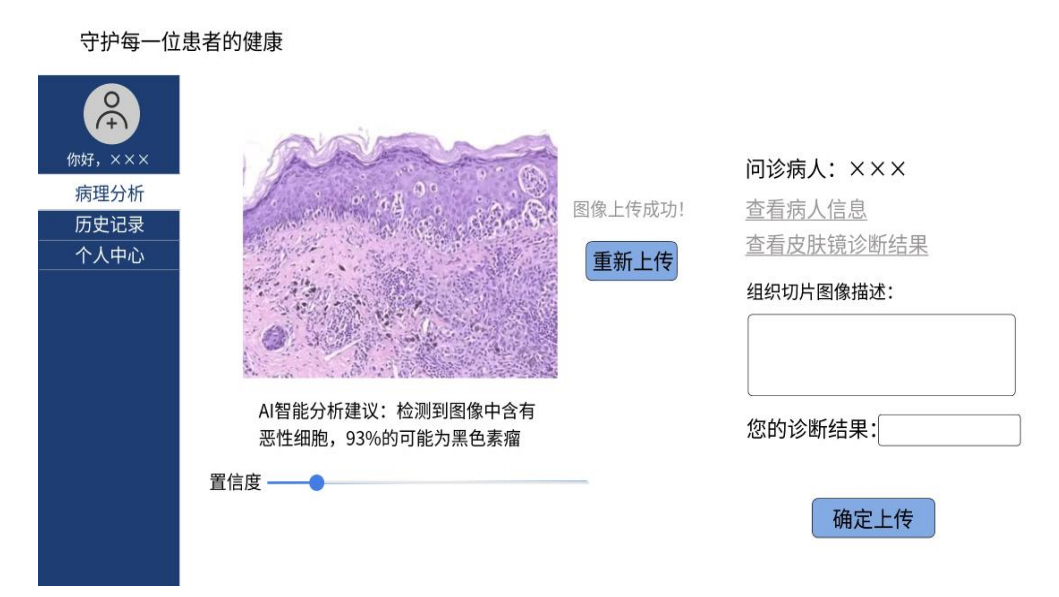 守护每一位患者的健康
你好，×××
病理分析
历史记录
个人中心
图像上传成功！
重新上传
AI智能分析建议：检测到图像中含有
恶性细胞，93%的可能为黑色素瘤
置信度
问诊病人：×××
查看病人信息
查看皮肤镜诊断结果
组织切片图像描述：
您的诊断结果：
确定上传